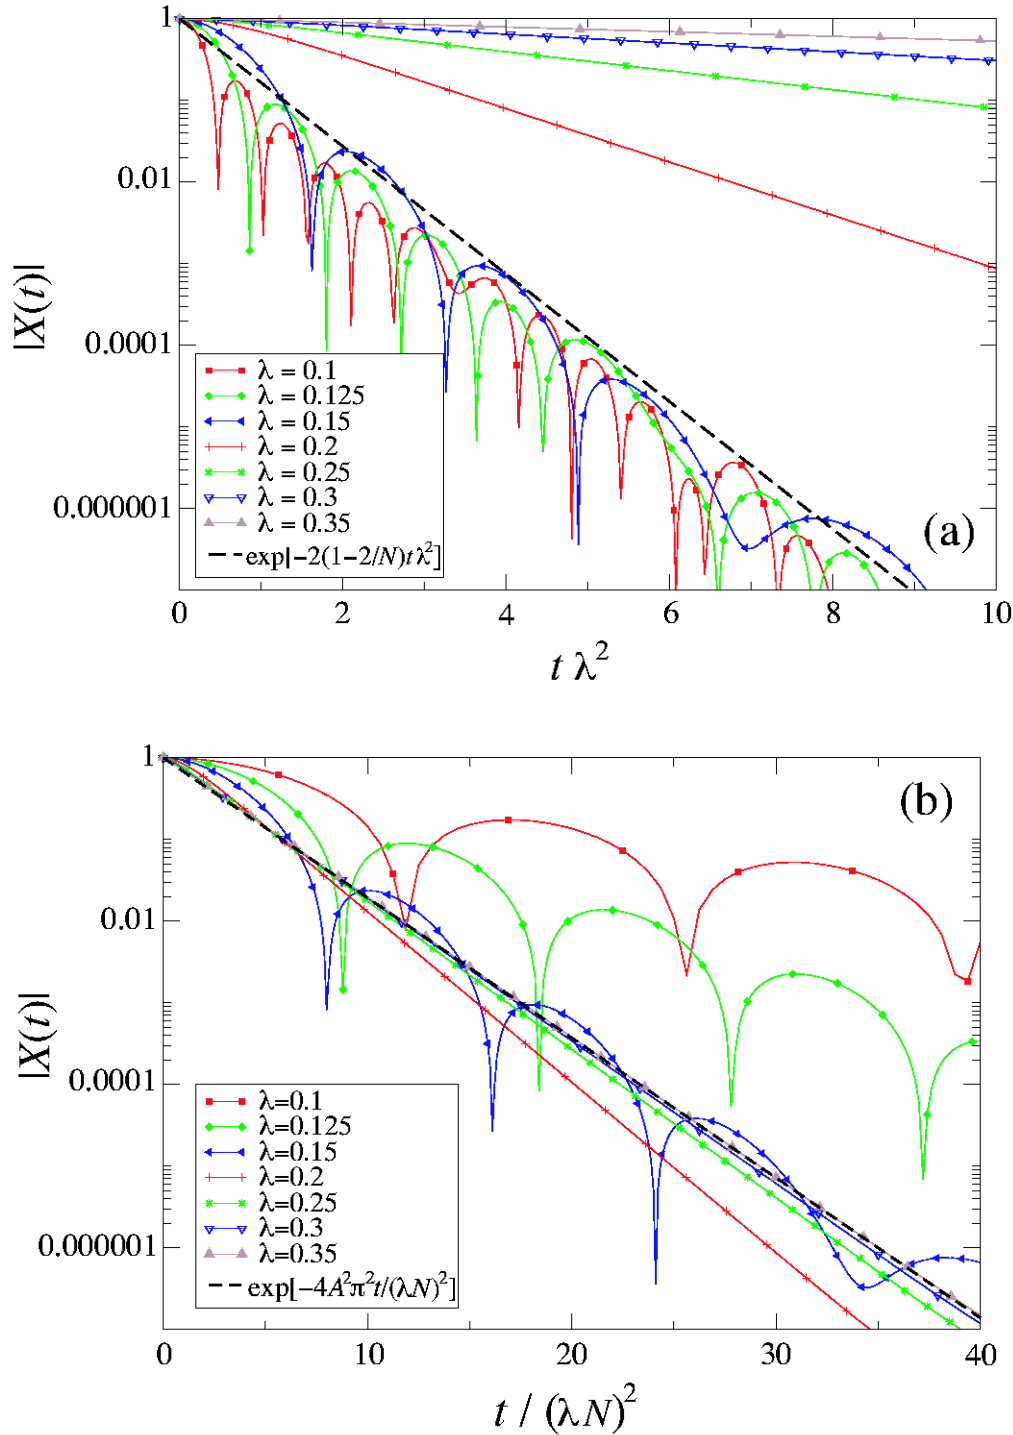 1
0.01
0.0001
0.000001
|X(t)|
λ = 0.1
λ = 0.125
λ = 0.15
λ = 0.2
λ = 0.25
λ = 0.3
λ = 0.35
exp[−2(1−2/N)t λ²]
(a)
0 2 4 6 8 10
t λ²
1
0.01
0.0001
0.000001
|X(t)|
(b)
λ=0.1
λ=0.125
λ=0.15
λ=0.2
λ=0.25
λ=0.3
λ=0.35
exp[−4A²π²t/(λN)²]
0 10 20 30 40
t / (λN)²